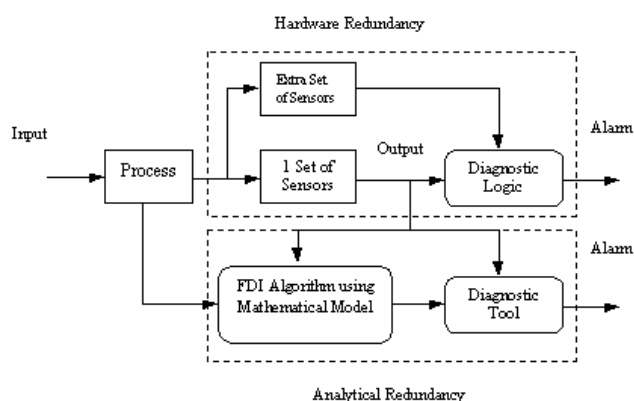 Hardware Redundancy
Extra Set
of Sensors
Input
Output
Alarm
Process
1 Set of
Sensors
Diagnostic
Logic
Alarm
FDI Algorithm using
Mathematical Model
Diagnostic
Tool
Analytical Redundancy